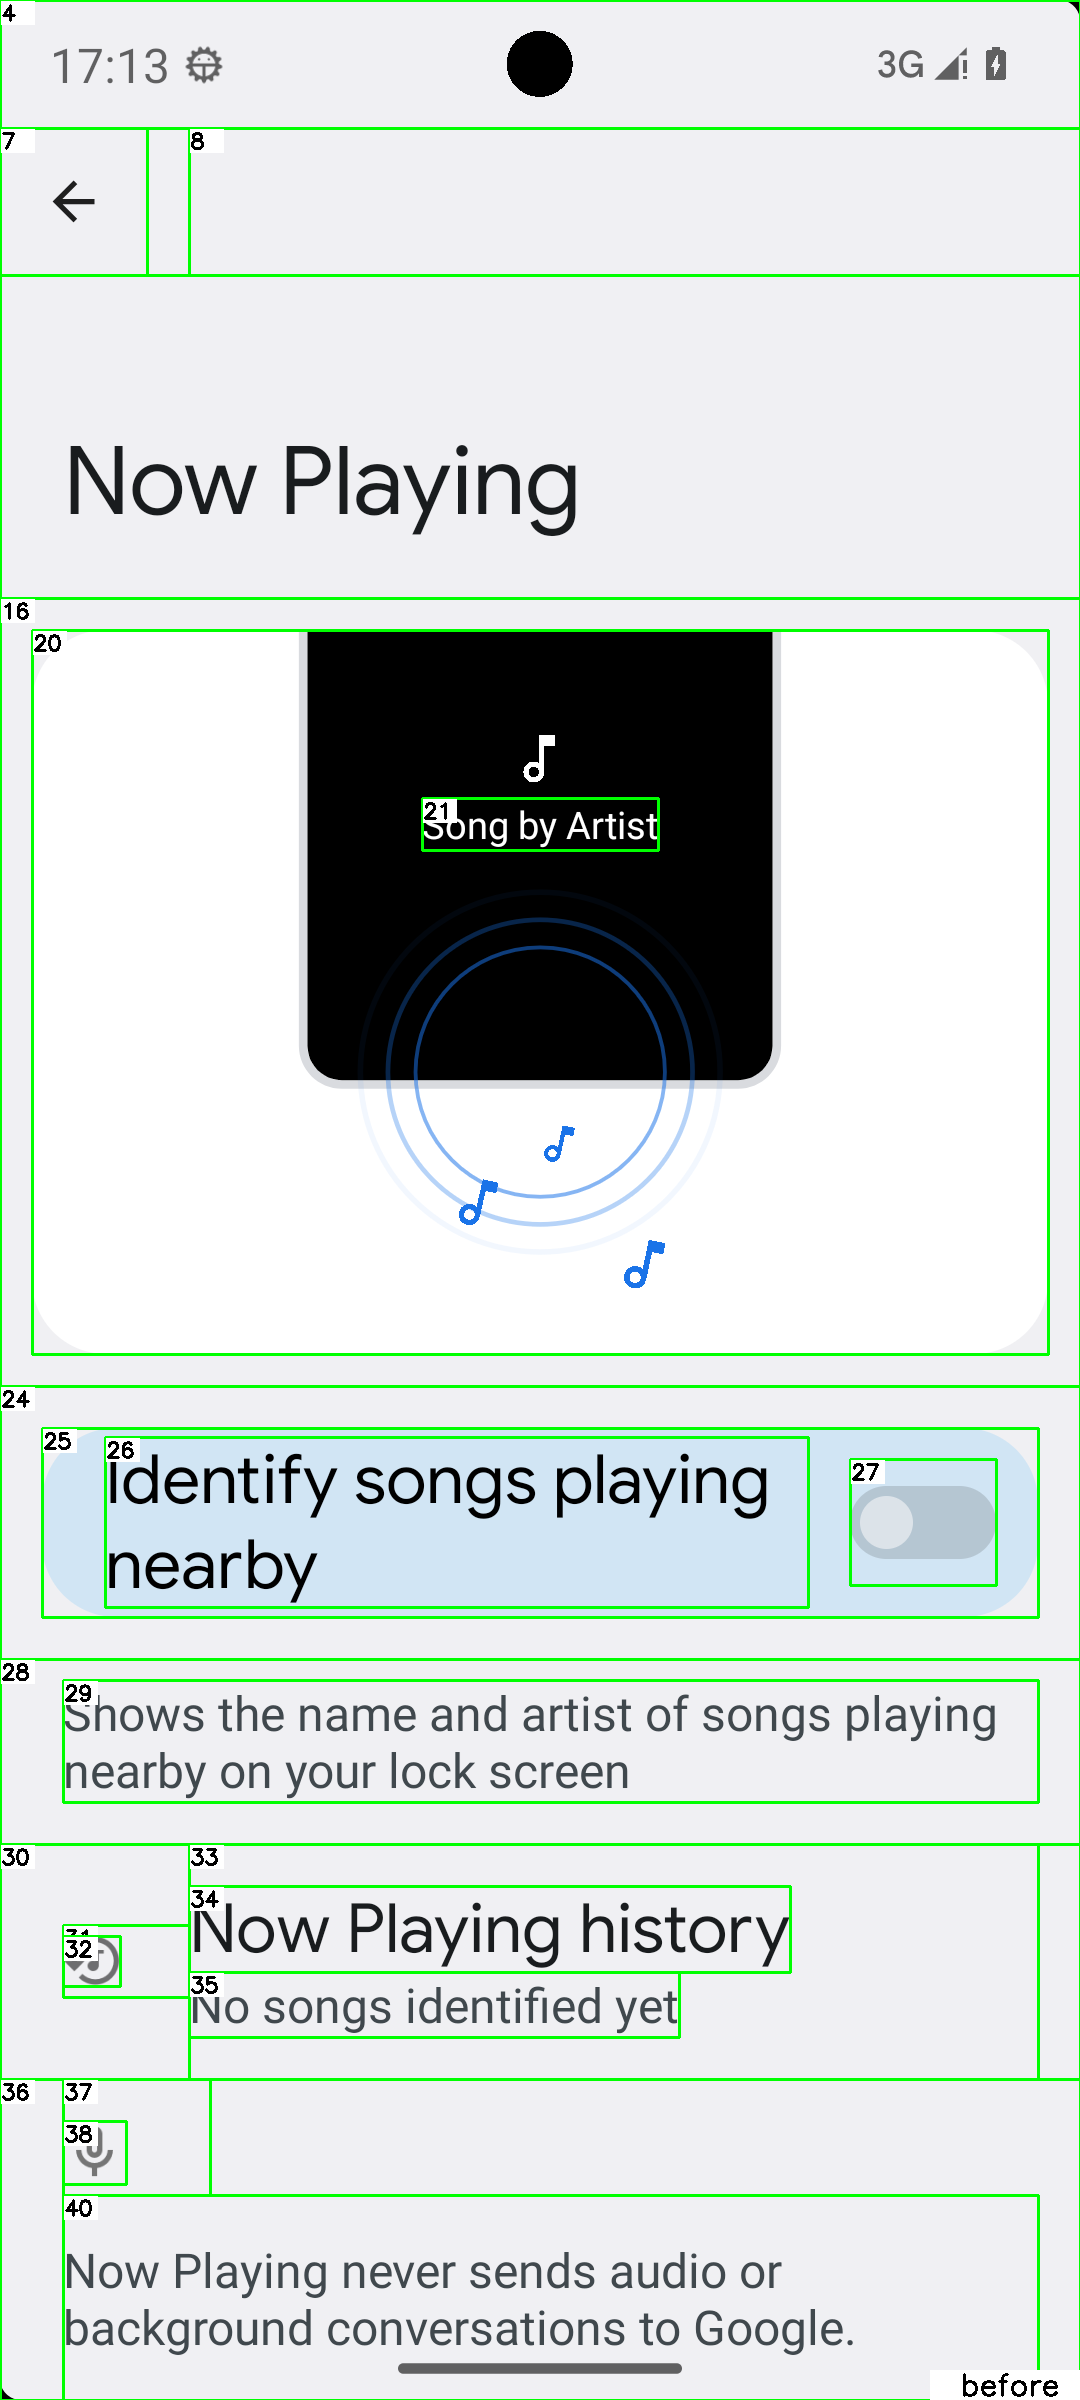 4
17:13
3G
7
8
Now Playing
16
20
21
Song by Artist
24
25
26
Identify songs playing
nearby
27
28
29
Shows the name and artist of songs playing
nearby on your lock screen
30
33
34
Now Playing history
31
32
35
No songs identified yet
36
37
38
40
Now Playing never sends audio or
background conversations to Google.
before